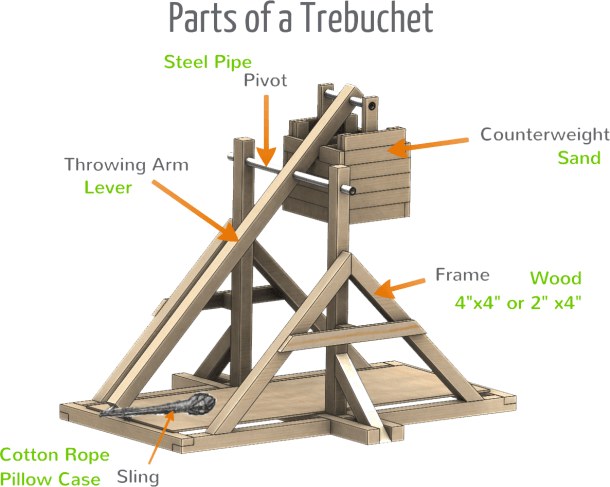 Parts of a Trebuchet
Steel Pipe
Pivot
Counterweight
Sand
Throwing Arm
Lever
Frame
Wood
4"x4" or 2" x4"
Cotton Rope
Pillow Case
Sling